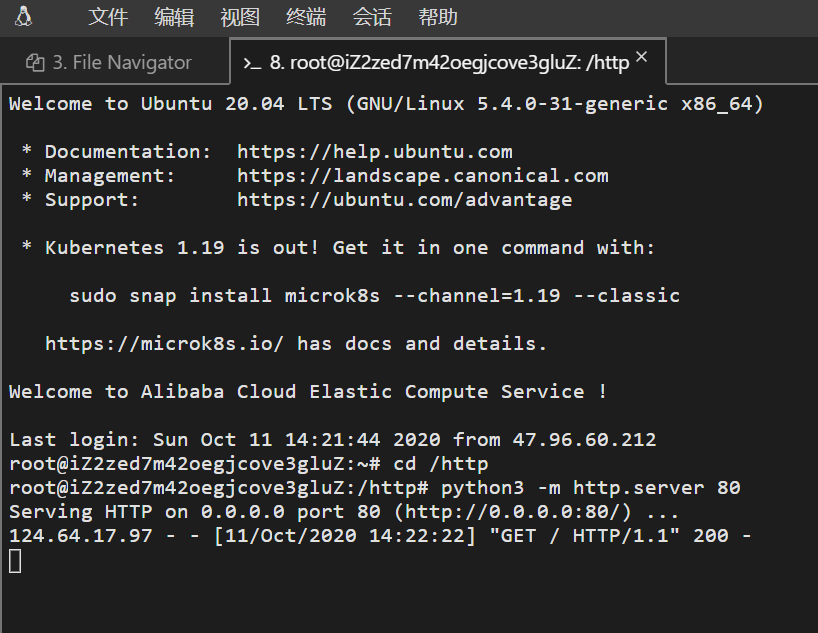 文件 编辑 视图 终端 会话 帮助
3. File Navigator >_ 8. root@iZ2zed7m42oegjcove3gluZ: /http ×
Welcome to Ubuntu 20.04 LTS (GNU/Linux 5.4.0-31-generic x86_64)
* Documentation: https://help.ubuntu.com
* Management: https://landscape.canonical.com
* Support: https://ubuntu.com/advantage
* Kubernetes 1.19 is out! Get it in one command with:
sudo snap install microk8s --channel=1.19 --classic
https://microk8s.io/ has docs and details.
Welcome to Alibaba Cloud Elastic Compute Service !
Last login: Sun Oct 11 14:21:44 2020 from 47.96.60.212
root@iZ2zed7m42oegjcove3gluZ:~# cd /http
root@iZ2zed7m42oegjcove3gluZ:/http# python3 -m http.server 80
Serving HTTP on 0.0.0.0 port 80 (http://0.0.0.0:80/) ...
124.64.17.97 - - [11/Oct/2020 14:22:22] "GET / HTTP/1.1" 200 -